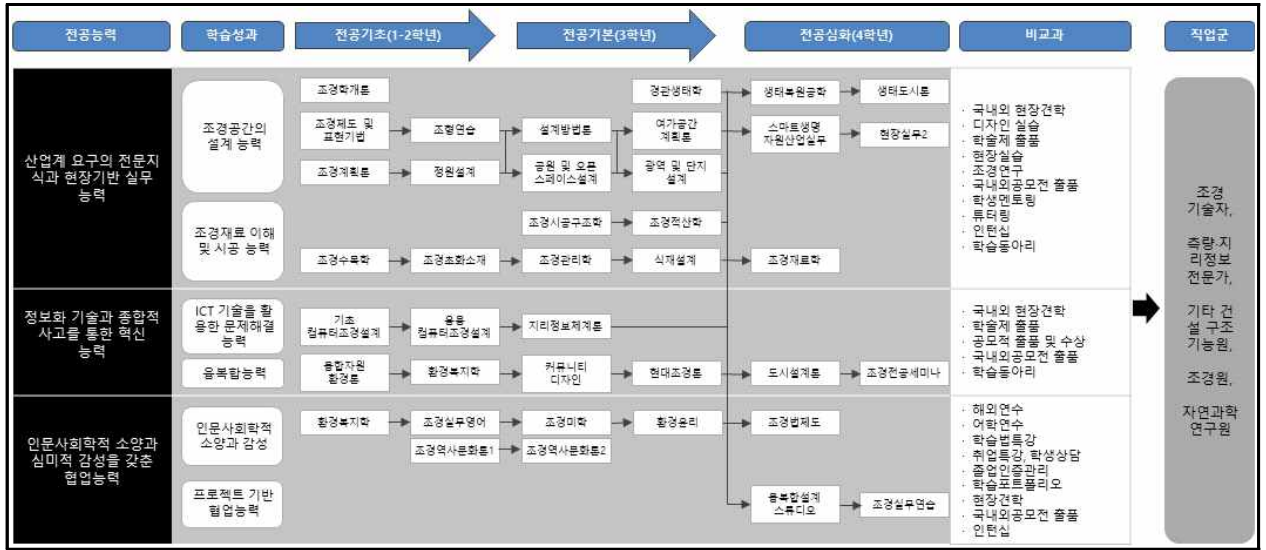 전공능력
학습성과
전공기초(1-2학년)
전공기본(3학년)
전공심화(4학년)
비교과
직업군
산업계 요구의 전문지
식과 현장기반 실무
능력
조경공간의
설계 능력
조경학개론
경관생태학
생태복원공학
생태도시론
조경제도 및
표현기법
조형연습
설계방법론
여가공간
계획론
스마트생명
자원산업실무
현장실무2
조경계획론
정원설계
공원 및 오픈
스페이스설계
광역 및 단지
설계
조경재료 이해
및 시공 능력
조경시공구조학
조경적산학
조경수목학
조경초화소재
조경관리학
식재설계
조경재료학
· 국내외 현장견학
· 디자인 실습
· 학술제 출품
· 현장실습
· 조경연구
· 국내외공모전 출품
· 학생멘토링
· 튜터링
· 인턴십
· 학습동아리
정보화 기술과 종합적
사고를 통한 혁신
능력
ICT 기술을 활
용한 문제해결
능력
기초
컴퓨터조경설계
응용
컴퓨터조경설계
지리정보체계론
융복합능력
융합자원
환경론
환경복지학
커뮤니티
디자인
현대조경론
도시설계론
조경전공세미나
· 국내외 현장견학
· 학술제 출품
· 공모적 출품 및 수상
· 국내외공모전 출품
· 학습동아리
인문사회학적 소양과
심미적 감성을 갖춘
협업능력
인문사회학적
소양과 감성
환경복지학
조경실무영어
조경미학
환경윤리
조경법제도
조경역사문화론1
조경역사문화론2
프로젝트 기반
협업능력
융복합설계
스튜디오
조경실무연습
· 해외연수
· 어학연수
· 학습법특강
· 취업특강, 학생상담
· 졸업인증관리
· 학습포트폴리오
· 현장견학
· 국내외공모전 출품
· 인턴십
조경
기술자,
측량·지
리정보
전문가,
기타 건
설 구조
기능원,
조경원,
자연과학
연구원